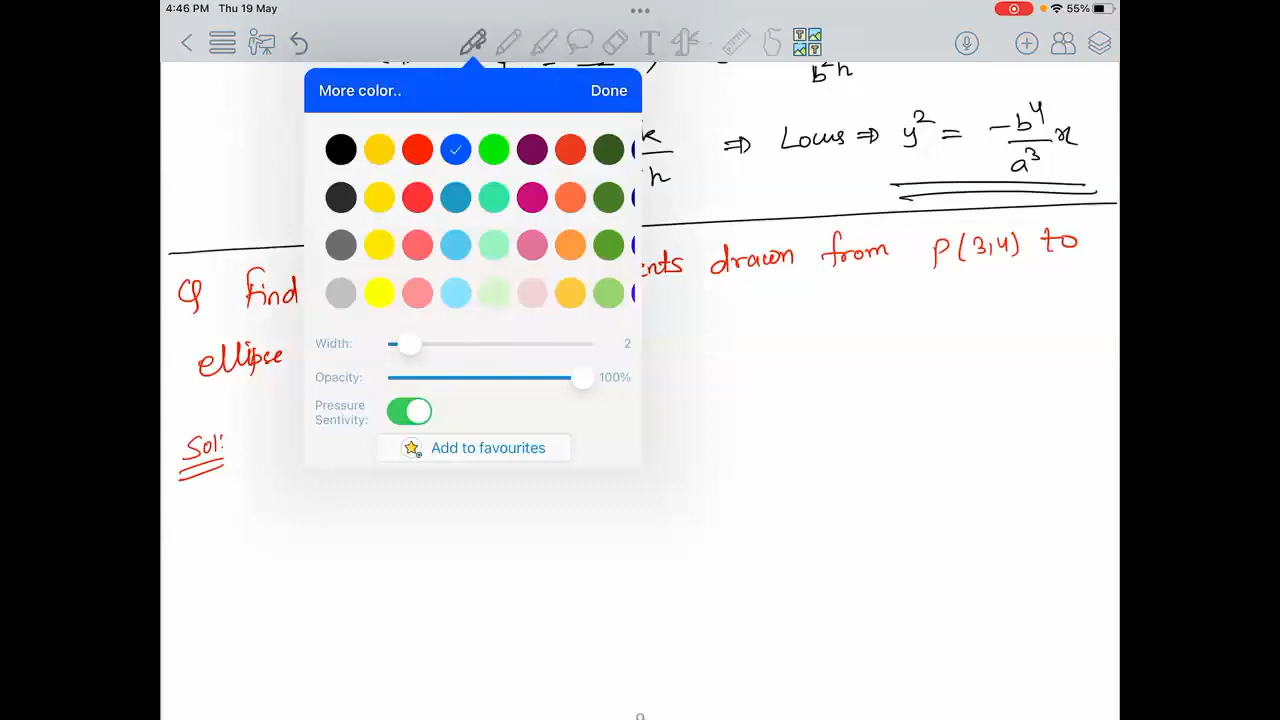 4:46 PM Thu 19 May
55%
b²h
k
h
⇒ Locus ⇒ y² = -b⁴/a³ x
More color..
Done
Width:
2
Opacity:
100%
Pressure
Sentivity:
Add to favourites
Q Find
ents drawn from P(3,4) to
ellipse
Sol: